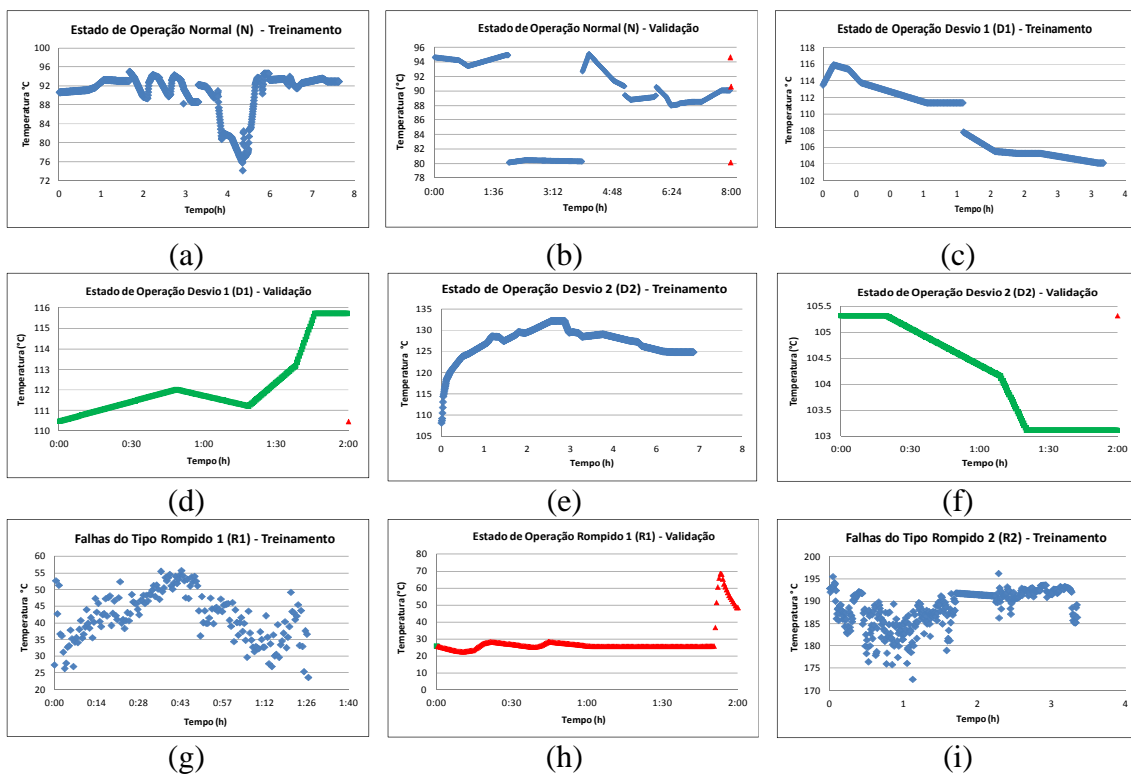 Estado de Operação Normal (N)  - Treinamento
Temperatura °C
100
96
92
88
84
80
76
72
0 1 2 3 4 5 6 7 8
Tempo(h)
(a)
Estado de Operação Normal (N) - Validação
Temperatura (°C)
96
94
92
90
88
86
84
82
80
78
0:00 1:36 3:12 4:48 6:24 8:00
Tempo (h)
(b)
Estado de Operação Desvio 1 (D1) - Treinamento
Temperatura °C
118
116
114
112
110
108
106
104
102
0 0 0 1 1 2 2 3 4
Tempo (h)
(c)
Estado de Operação Desvio 1 (D1) - Validação
Temperatura (°C)
116
115
114
113
112
111
110
0:00 0:30 1:00 1:30 2:00
Tempo (h)
(d)
Estado de Operação Desvio 2 (D2) - Treinamento
Temperatura °C
135
130
125
120
115
110
105
0 1 2 3 4 5 6 7 8
Tempo (h)
(e)
Estado de Operação Desvio 2 (D2) - Validação
Temperatura (°C)
105.5
104.9
104.3
103.6
103
0:00 0:30 1:00 1:30 2:00
Tempo (h)
(f)
Falhas do Tipo Rompido 1 (R1) - Treinamento
Temperatura °C
60
55
50
45
40
35
30
25
20
0:00 0:14 0:28 0:43 0:57 1:12 1:26 1:40
Tempo (h)
(g)
Estado de Operação Rompido 1 (R1) - Validação
Temperatura (°C)
80
70
60
50
40
30
20
10
0
0:00 0:30 1:00 1:30 2:00
Tempo (h)
(h)
Falhas do Tipo Rompido 2 (R2) - Treinamento
Temepratura °C
200
195
190
185
180
175
170
0 1 1 2 2 3 3 4
Tempo (h)
(i)